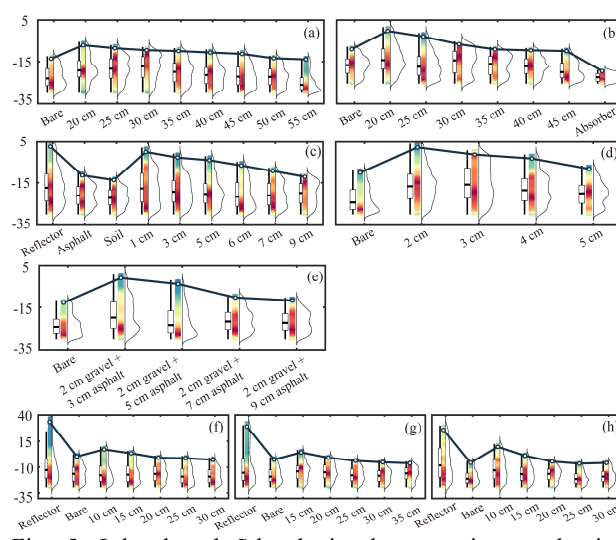 5
-15
-35
(a)
Bare 20 cm 25 cm 30 cm 35 cm 40 cm 45 cm 50 cm 55 cm
(b
Bare 20 cm 25 cm 30 cm 35 cm 40 cm 45 cm Absorber
5
-15
-35
(c)
Reflector Asphalt Soil 1 cm 3 cm 5 cm 6 cm 7 cm 9 cm
(d)
Bare 2 cm 3 cm 4 cm 5 cm
5
-15
-35
(e)
Bare
2 cm gravel +
3 cm asphalt
2 cm gravel +
5 cm asphalt
2 cm gravel +
7 cm asphalt
2 cm gravel +
9 cm asphalt
40
15
-10
-35
(f)
Reflector Bare 10 cm 15 cm 20 cm 25 cm 30 cm
(g)
Reflector Bare 15 cm 20 cm 25 cm 30 cm 35 cm
(h
Reflector Bare 10 cm 15 cm 20 cm 25 cm 30 c